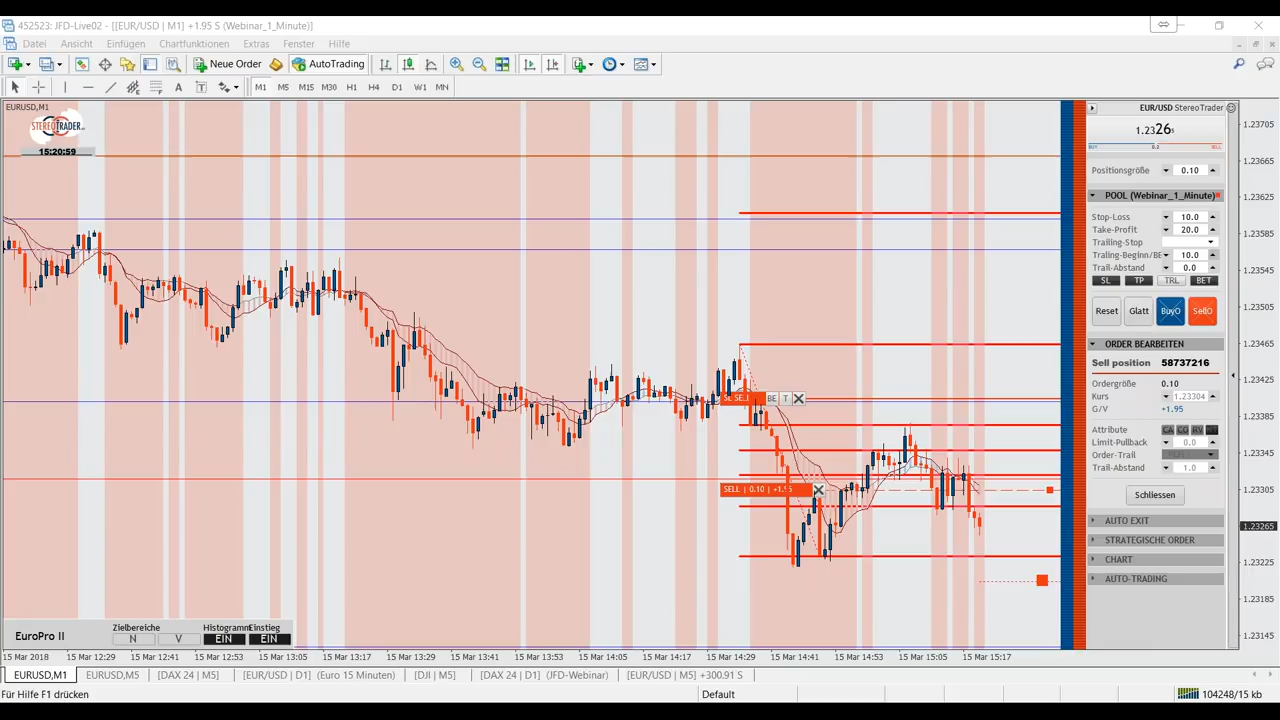 452523: JFD-Live02 - [[EUR/USD | M1] +1.95 S (Webinar_1_Minute)]
Datei Ansicht Einfügen Chartfunktionen Extras Fenster Hilfe
Neue Order AutoTrading
A T M1 M5 M15 M30 H1 H4 D1 W1 MN
EURUSD,M1
STEREOTRADER
15:20:59
EUR/USD StereoTrader
1.23265
BUY 0.2 SELL
Positionsgröße 0.10
POOL (Webinar_1_Minute)
Stop-Loss 10.0
Take-Profit 20.0
Trailing-Stop
Traling-Beginn/BE 10.0
Trail-Abstand 0.0
SL TP TRL BET
Reset Glatt BuyO SellO
ORDER BEARBEITEN
Sell position 58737216
Ordergröße 0.10
Kurs 1.23304
G/V +1.95
Attribute CA CO RV
Limit-Pullback 0.0
Order-Trail
Trail-Abstand 1.0
Schliessen
AUTO EXIT
STRATEGISCHE ORDER
CHART
AUTO-TRADING
1.23705
1.23665
1.23625
1.23585
1.23545
1.23505
1.23465
1.23425
1.23385
1.23345
1.23305
1.23265
1.23225
1.23185
1.23145
BE T
SELL | 0.10 | +1.95
EuroPro II
Zielbereiche Histogramm Einstieg
N V EIN EIN
15 Mar 2018 15 Mar 12:29 15 Mar 12:41 15 Mar 12:53 15 Mar 13:05 15 Mar 13:17 15 Mar 13:29 15 Mar 13:41 15 Mar 13:53 15 Mar 14:05 15 Mar 14:17 15 Mar 14:29 15 Mar 14:41 15 Mar 14:53 15 Mar 15:05 15 Mar 15:17
EURUSD,M1 EURUSD,M5 [DAX 24 | M5] [EUR/USD | D1] (Euro 15 Minuten) [DJI | M5] [DAX 24 | D1] (JFD-Webinar) [EUR/USD | M5] +300.91 S
Für Hilfe F1 drücken Default 104248/15 kb